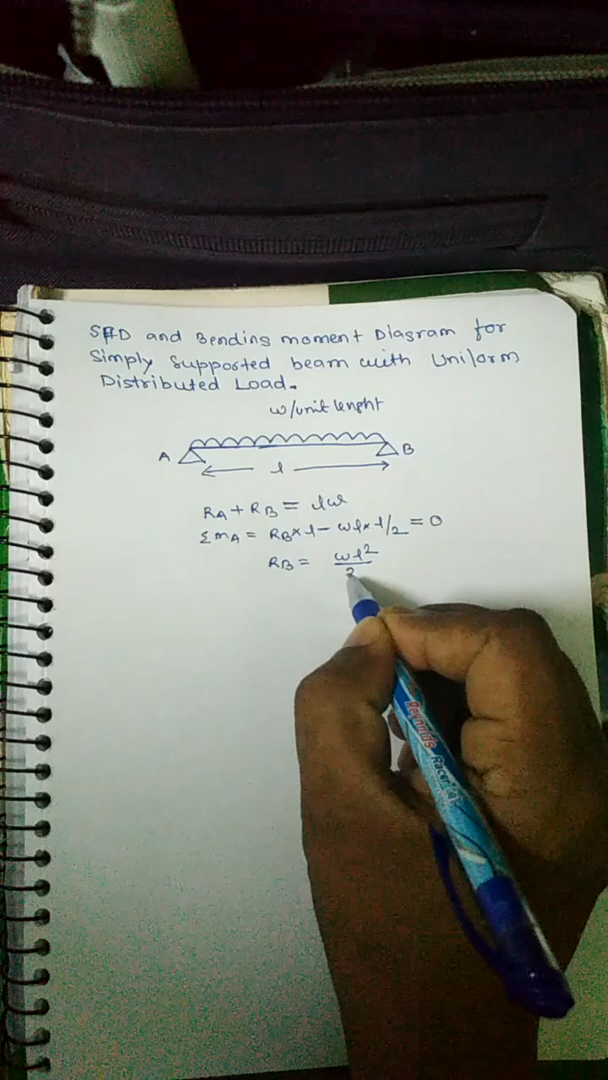 SFD and Bending moment Diagram for
Simply Supported beam with Uniform
Distributed Load.
w/unit lenght
A B
l
RA + RB = lw
ΣMA = RB×l - wl×l/2 = 0
RB = wl²/2
Reynolds Racer